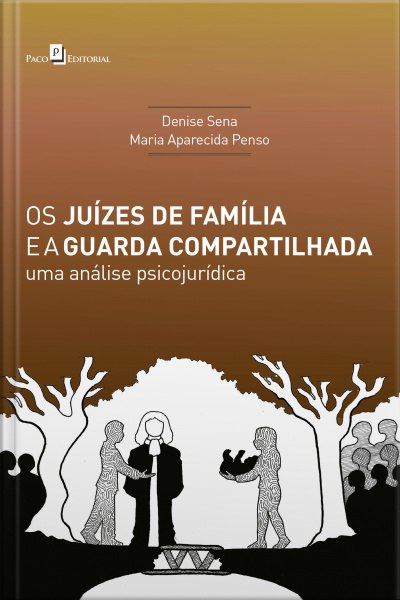 PACO EDITORIAL
Denise Sena
Maria Aparecida Penso
OS JUÍZES DE FAMÍLIA
E A GUARDA COMPARTILHADA
uma análise psicojurídica